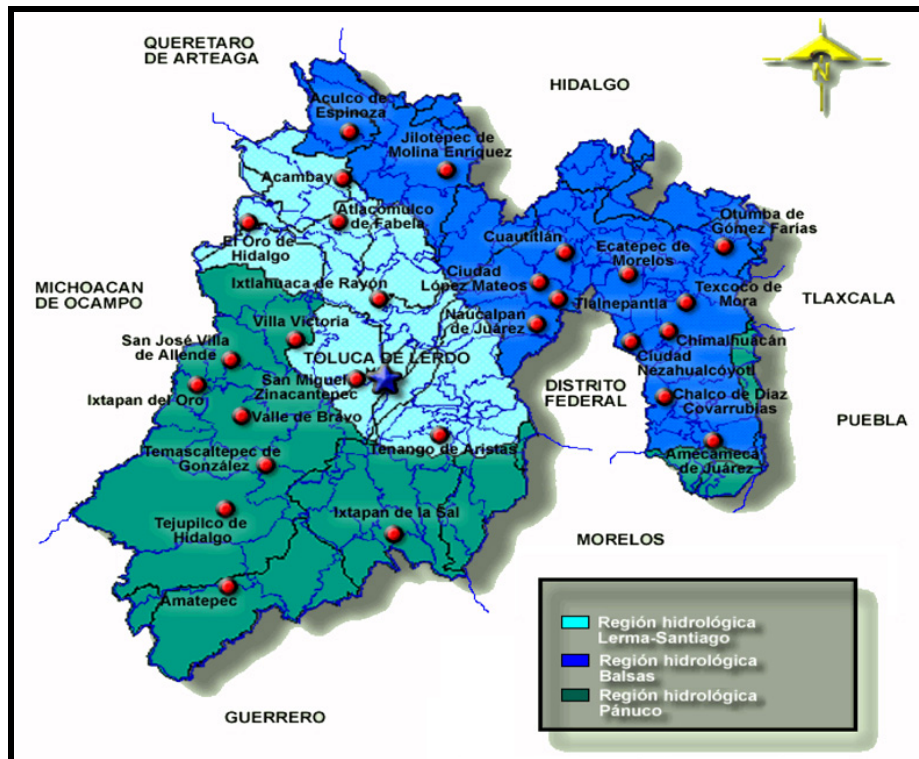 QUERETARO
DE ARTEAGA
HIDALGO
N
Aculco de
Espinoza
Jilotepec de
Molina Enríquez
Acambay
Atlacomulco
de Fabela
El Oro de
Hidalgo
Cuautitlán
Ecatepec de
Morelos
Otumba de
Gómez Farias
MICHOACAN
DE OCAMPO
Ixtlahuaca de Rayón
Ciudad
López Mateos
Tlalnepantla
Texcoco de
Mora
TLAXCALA
Naucalpan
de Juárez
Villa Victoria
San José Villa
de Allende
TOLUCA DE LERDO
Chimalhuacán
Ciudad
Nezahualcóyotl
San Miguel
Zinacantepec
Ixtapan del Oro
DISTRITO
FEDERAL
Chalco de Díaz
Covarrubias
Valle de Bravo
PUEBLA
Temascaltepec de
González
Tenango de Aristas
Amecameca
de Juárez
Tejupilco de
Hidalgo
Ixtapan de la Sal
MORELOS
Amatepec
GUERRERO
Región hidrológica
Lerma-Santiago
Región hidrológica
Balsas
Región hidrológica
Pánuco